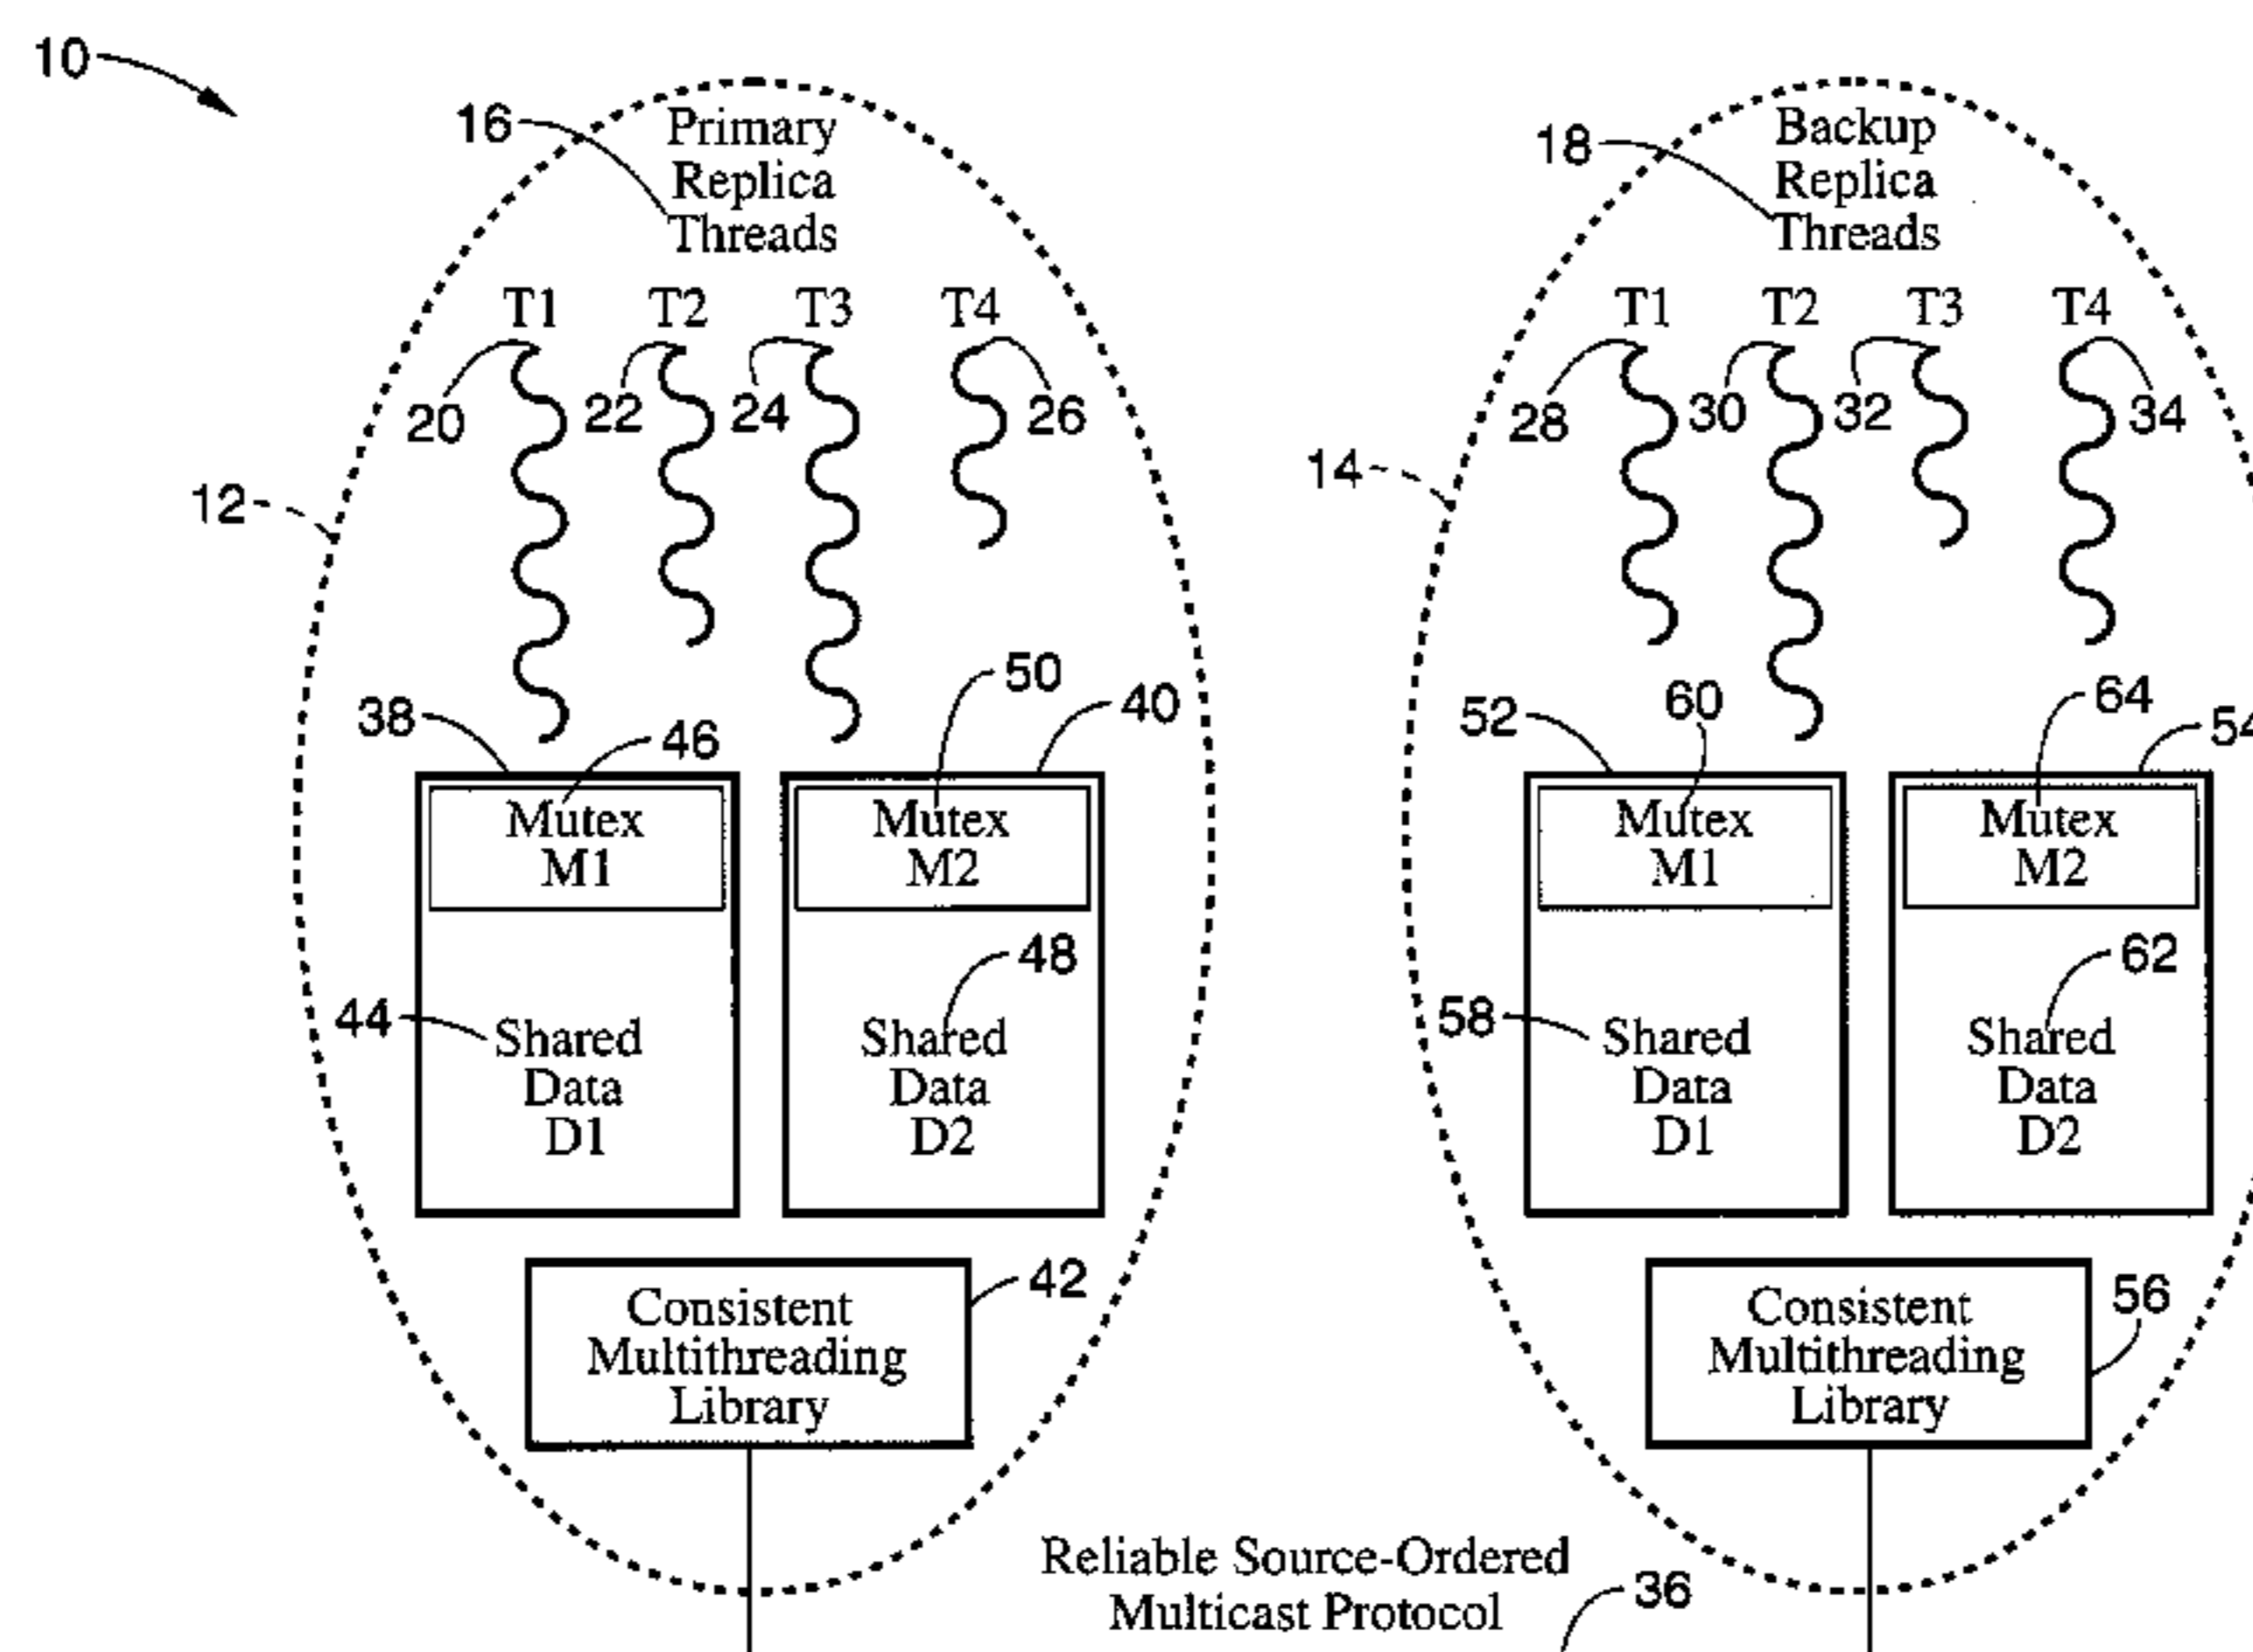 10
16
Primary
Replica
Threads
18
Backup
Replica
Threads
T1 T2 T3 T4
T1 T2 T3 T4
20 22 24 26
28 30 32 34
12
14
38 46 50 40
52 60 64 54
Mutex
M1
Mutex
M2
Mutex
M1
Mutex
M2
44
Shared
Data
D1
48
Shared
Data
D2
58
Shared
Data
D1
62
Shared
Data
D2
Consistent
Multithreading
Library
42
Consistent
Multithreading
Library
56
Reliable Source-Ordered
Multicast Protocol
36